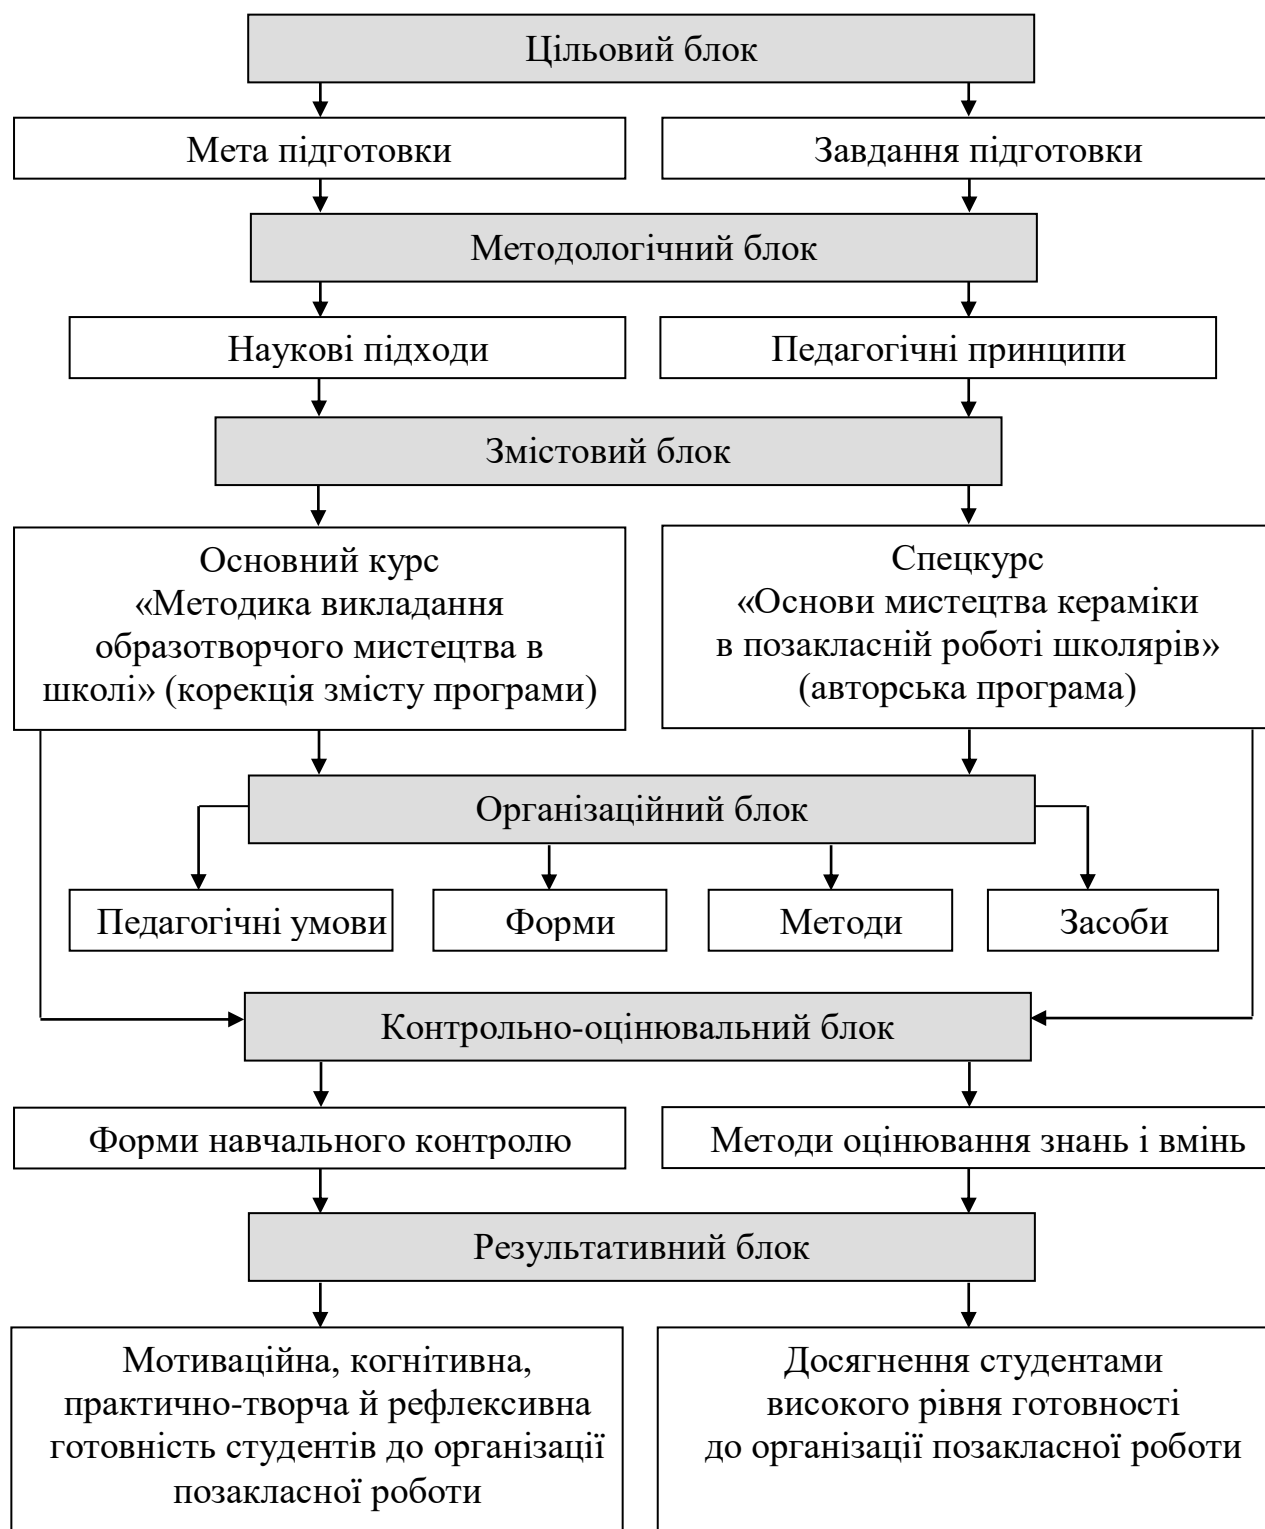 Цільовий блок
Мета підготовки
Завдання підготовки
Методологічний блок
Наукові підходи
Педагогічні принципи
Змістовий блок
Основний курс
«Методика викладання
образотворчого мистецтва в
школі» (корекція змісту програми)
Спецкурс
«Основи мистецтва кераміки
в позакласній роботі школярів»
(авторська програма)
Організаційний блок
Педагогічні умови
Форми
Методи
Засоби
Контрольно-оцінювальний блок
Форми навчального контролю
Методи оцінювання знань і вмінь
Результативний блок
Мотиваційна, когнітивна,
практично-творча й рефлексивна
готовність студентів до організації
позакласної роботи
Досягнення студентами
високого рівня готовності
до організації позакласної роботи